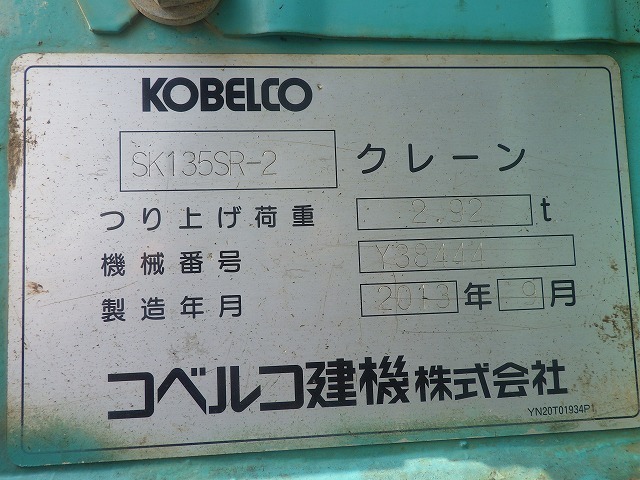 KOBELCO
SK135SR-2 クレーン
つり上げ荷重 2.92 t
機械番号 Y38444
製造年月 2013 年 9 月
コベルコ建機株式会社
YN20T01934P1